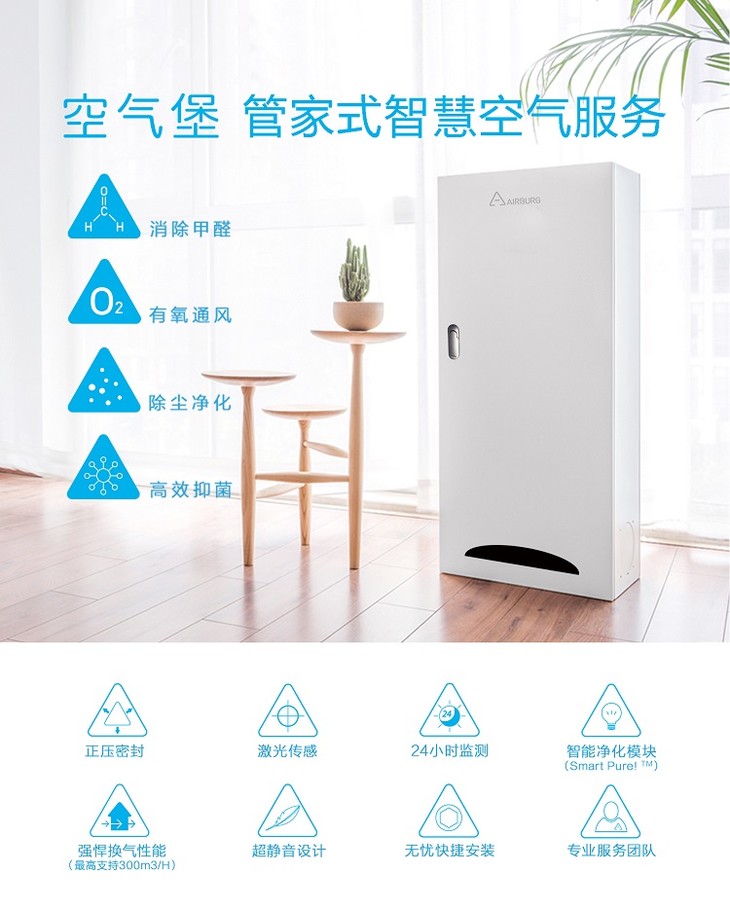 空气堡 管家式智慧空气服务
AIRBURG
O
C
H H
消除甲醛
O2
有氧通风
除尘净化
高效抑菌
正压密封
激光传感
24
24小时监测
智能净化模块
(Smart Pure! TM)
强悍换气性能
(最高支持300m3/H)
超静音设计
无忧快捷安装
专业服务团队